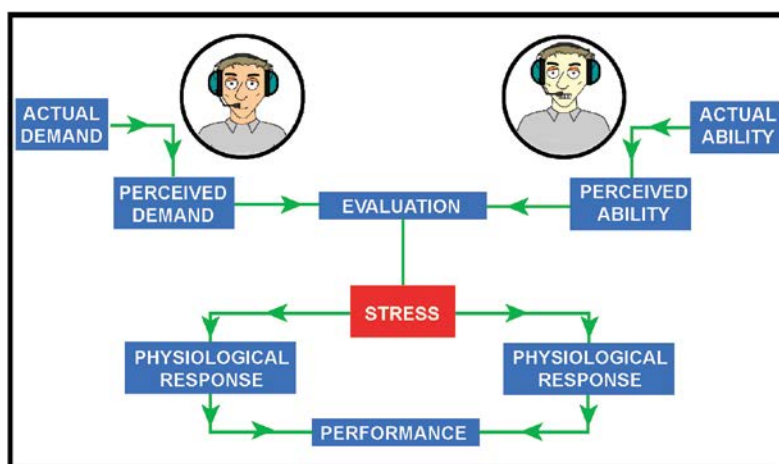 ACTUAL
DEMAND
ACTUAL
ABILITY
PERCEIVED
DEMAND
EVALUATION
PERCEIVED
ABILITY
STRESS
PHYSIOLOGICAL
RESPONSE
PHYSIOLOGICAL
RESPONSE
PERFORMANCE